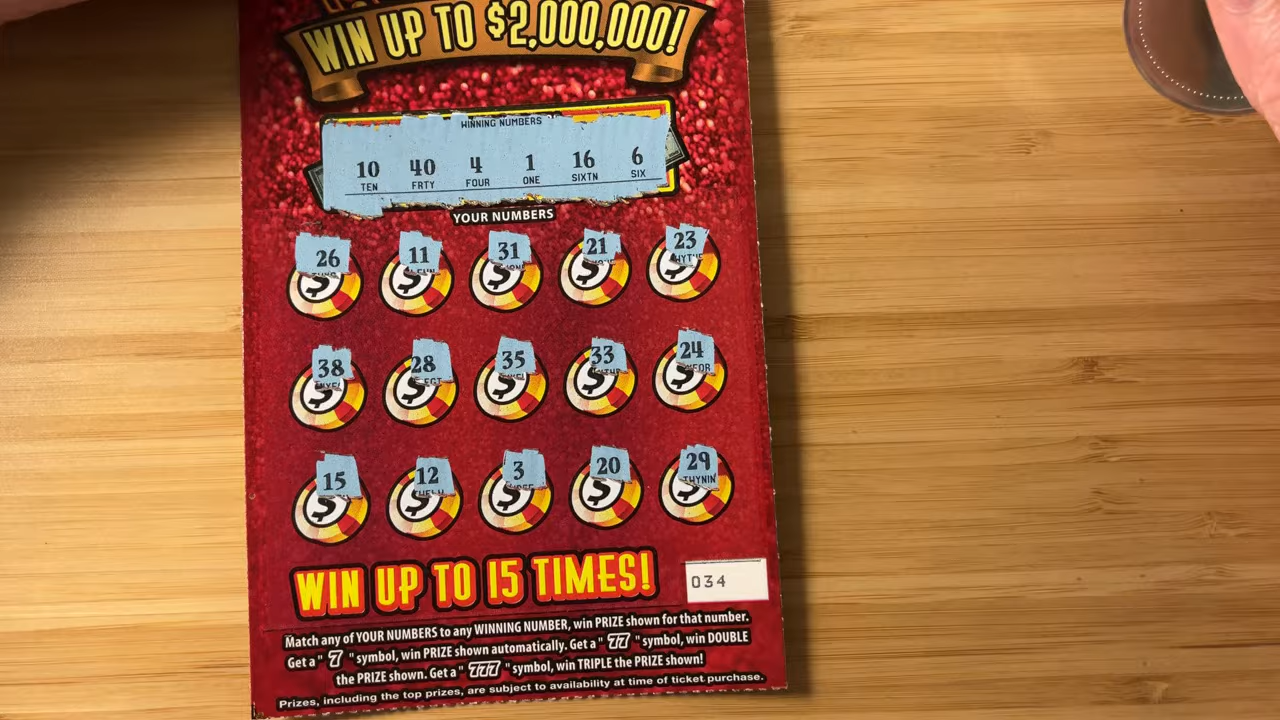 WIN UP TO $2,000,000!
WINNING NUMBERS
10 40 4 1 16 6
TEN FRTY FOUR ONE SIXTN SIX
YOUR NUMBERS
26 11 31 21 23
38 28 35 33 24
15 12 3 20 29
THYNIN
WIN UP TO 15 TIMES!
034
Match any of YOUR NUMBERS to any WINNING NUMBER, win PRIZE shown for that number.
Get a " 7 " symbol, win PRIZE shown automatically. Get a " 77 " symbol, win DOUBLE
the PRIZE shown. Get a " 777 " symbol, win TRIPLE the PRIZE shown!
Prizes, including the top prizes, are subject to availability at time of ticket purchase.